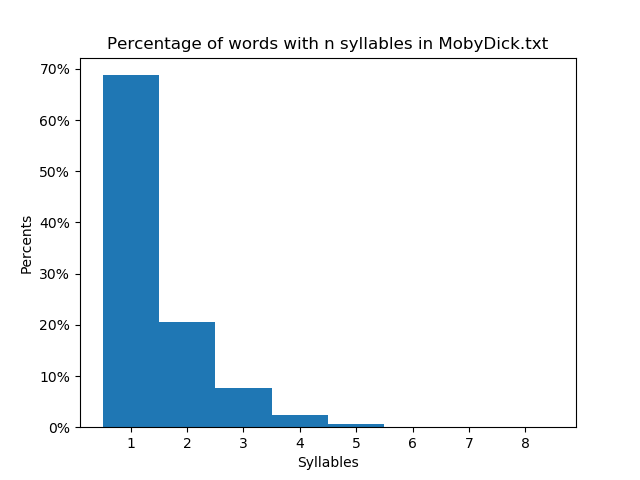 Percentage of words with n syllables in MobyDick.txt
70%
60%
50%
40%
30%
20%
10%
0%
Percents
1 2 3 4 5 6 7 8
Syllables